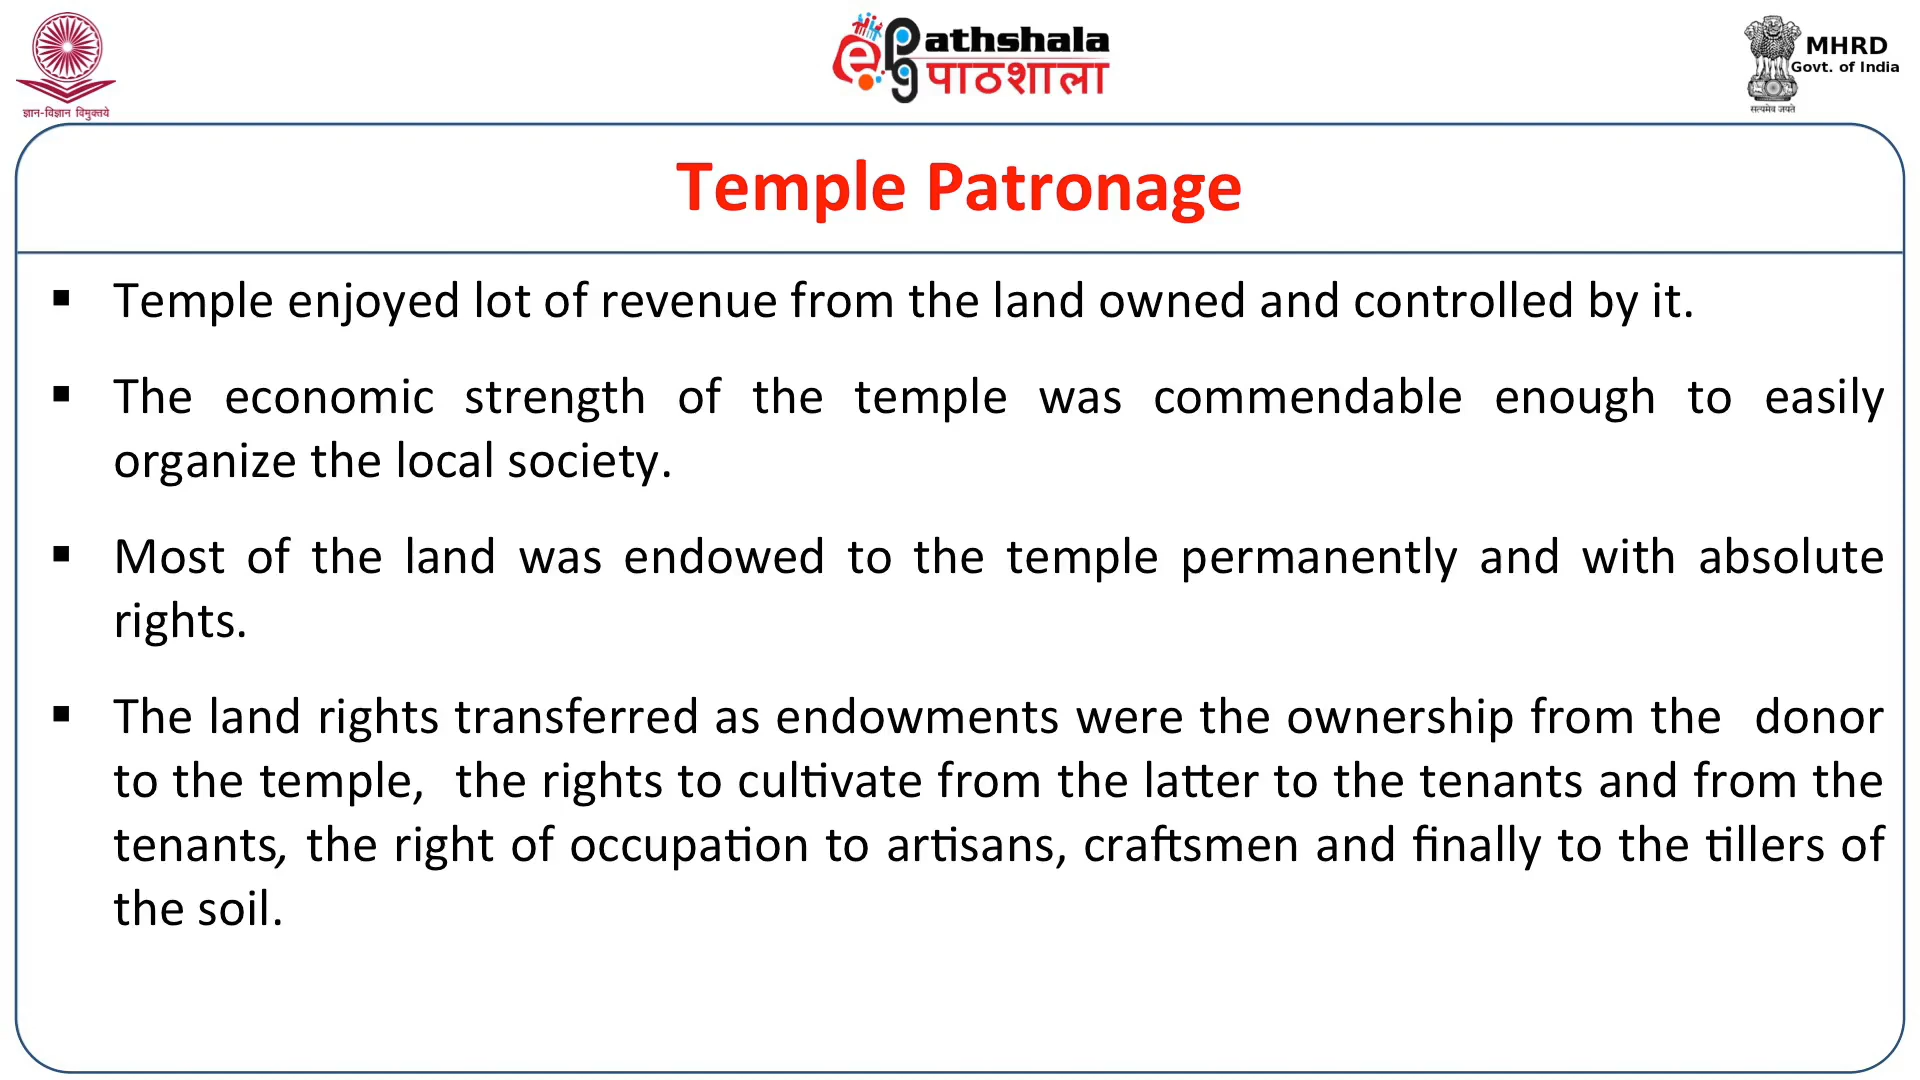 ज्ञान-विज्ञान विमुक्तये
ePG Pathshala
पाठशाला
MHRD
Govt. of India
सत्यमेव जयते
Temple Patronage
▪ Temple enjoyed lot of revenue from the land owned and controlled by it.
▪ The economic strength of the temple was commendable enough to easily
organize the local society.
▪ Most of the land was endowed to the temple permanently and with absolute
rights.
▪ The land rights transferred as endowments were the ownership from the donor
to the temple, the rights to cultivate from the latter to the tenants and from the
tenants, the right of occupation to artisans, craftsmen and finally to the tillers of
the soil.